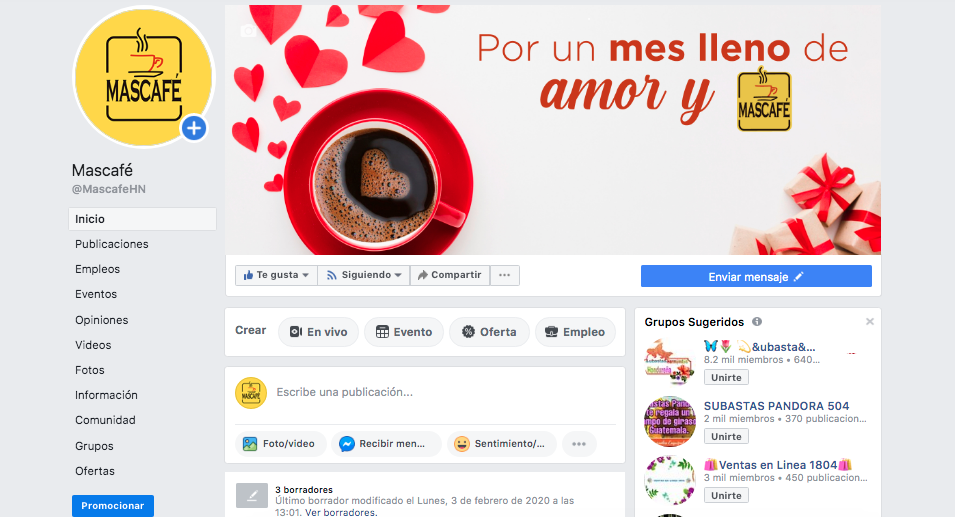 MASCAFÉ
Mascafé
@MascafeHN
Inicio
Publicaciones
Empleos
Eventos
Opiniones
Videos
Fotos
Información
Comunidad
Grupos
Ofertas
Promocionar
Por un mes lleno de
amor y MASCAFÉ
Te gusta
Siguiendo
Compartir
Enviar mensaje
Crear
En vivo
Evento
Oferta
Empleo
MASCAFÉ
Escribe una publicación...
Foto/video
Recibir men...
Sentimiento/...
3 borradores
Último borrador modificado el Lunes, 3 de febrero de 2020 a las
13:01. Ver borradores.
Grupos Sugeridos
&ubasta&...
8.2 mil miembros • 640...
Unirte
SUBASTAS PANDORA 504
2 mil miembros • 370 publicacion...
Unirte
Ventas en Linea 1804
3 mil miembros • 450 publicacion...
Unirte